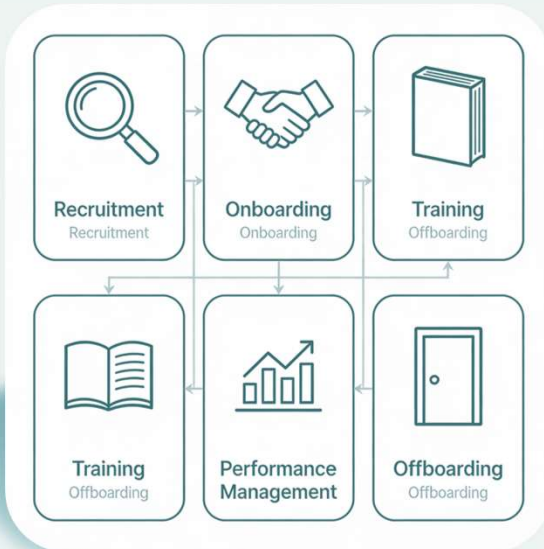 Recruitment
Recruitment
Onboarding
Onboarding
Training
Offboarding
Training
Offboarding
Performance
Management
Offboarding
Offboarding